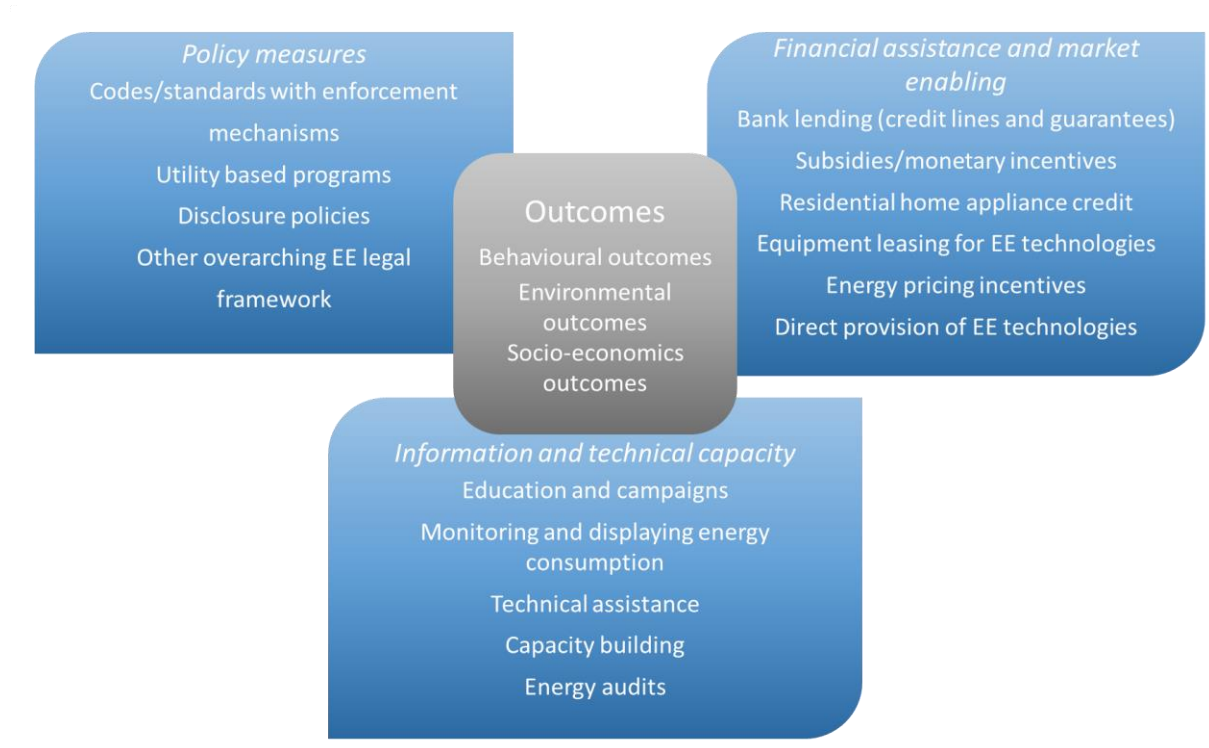 Policy measures
Codes/standards with enforcement
mechanisms
Utility based programs
Disclosure policies
Other overarching EE legal
framework
Financial assistance and market
enabling
Bank lending (credit lines and guarantees)
Subsidies/monetary incentives
Residential home appliance credit
Equipment leasing for EE technologies
Energy pricing incentives
Direct provision of EE technologies
Outcomes
Behavioural outcomes
Environmental
outcomes
Socio-economics
outcomes
Information and technical capacity
Education and campaigns
Monitoring and displaying energy
consumption
Technical assistance
Capacity building
Energy audits